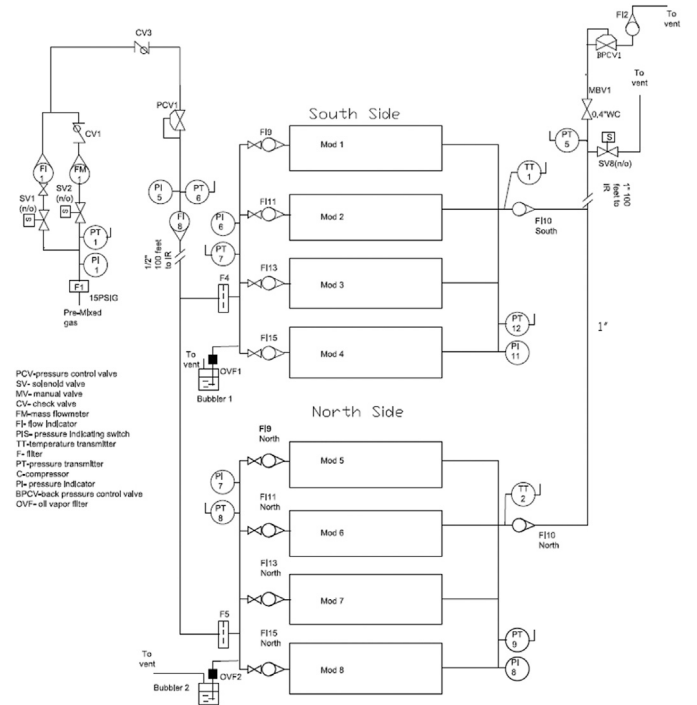 CV3
FI2
To
vent
BPCV1
To
vent
MBV1
0,4"WC
PT
5
S
SV8(n/o)
1" 100
feet to
IR
PCV1
CV1
FI
1
FM
1
SV1
(n/o)
SV2
(n/o)
S
S
PT
1
PI
1
F1
15PSIG
Pre-Mixed
gas
PI
5
PT
6
FI
8
1/2"
100 feet
to IR
South Side
FI9
Mod 1
FI11
Mod 2
PI
6
PT
7
FI13
Mod 3
F4
FI15
Mod 4
TT
1
FI10
South
PT
12
PI
11
1"
To
vent
OVF1
Bubbler 1
PCV-pressure control valve
SV- solenoid valve
MV- manual valve
CV- check valve
FM-mass flowmeter
FI- flow indicator
PIS- pressure indicating switch
TT-temperature transmitter
F- filter
PT-pressure transmitter
C-compressor
PI- pressure indicator
BPCV-back pressure control valve
OVF- oil vapor filter
North Side
FI9
North
Mod 5
PI
7
PT
8
FI11
North
Mod 6
TT
2
FI10
North
FI13
North
Mod 7
F5
FI15
North
Mod 8
PT
9
PI
8
To
vent
OVF2
Bubbler 2